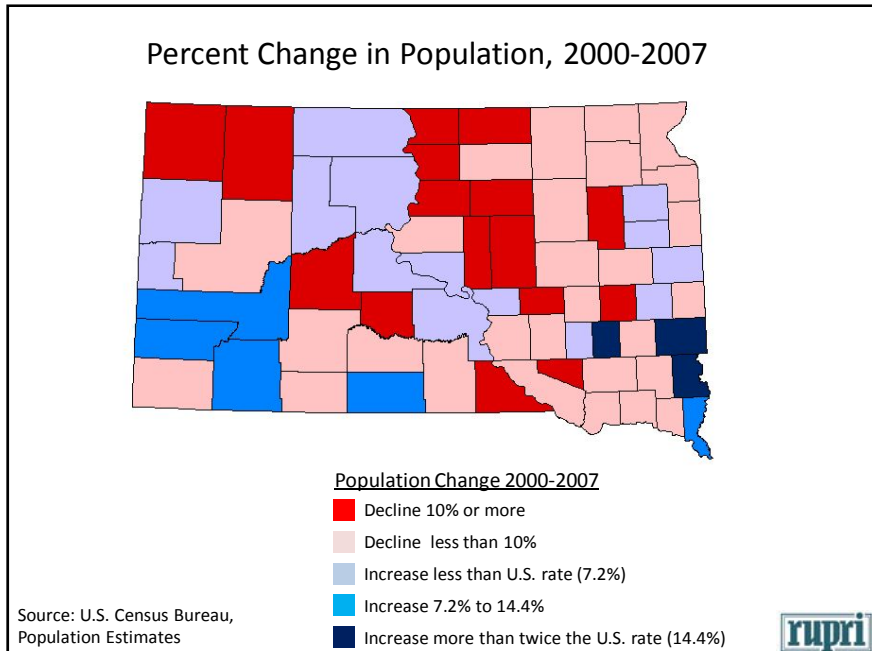 Percent Change in Population, 2000-2007
Population Change 2000-2007
Decline 10% or more
Decline less than 10%
Increase less than U.S. rate (7.2%)
Increase 7.2% to 14.4%
Increase more than twice the U.S. rate (14.4%)
Source: U.S. Census Bureau,
Population Estimates
rupri